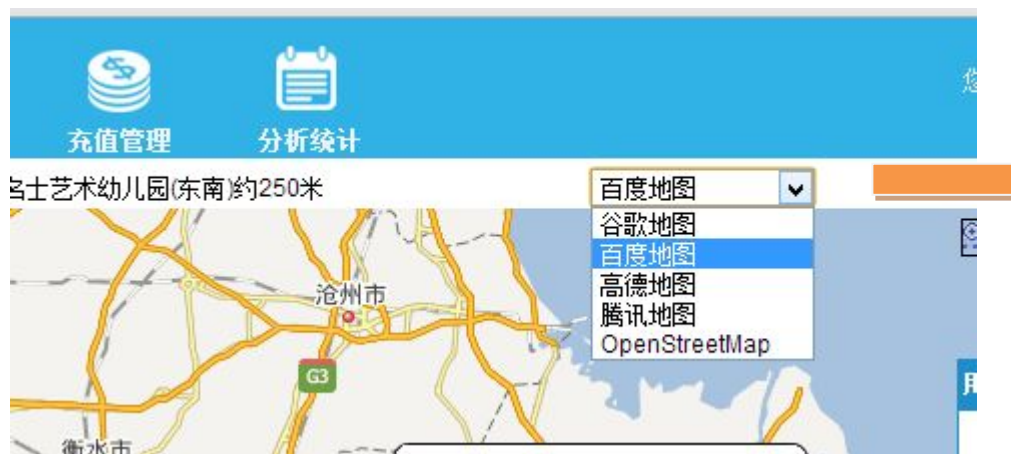 充值管理
分析统计
您
名士艺术幼儿园(东南)约250米
百度地图
谷歌地图
百度地图
高德地图
腾讯地图
OpenStreetMap
沧州市
G3
衡水市